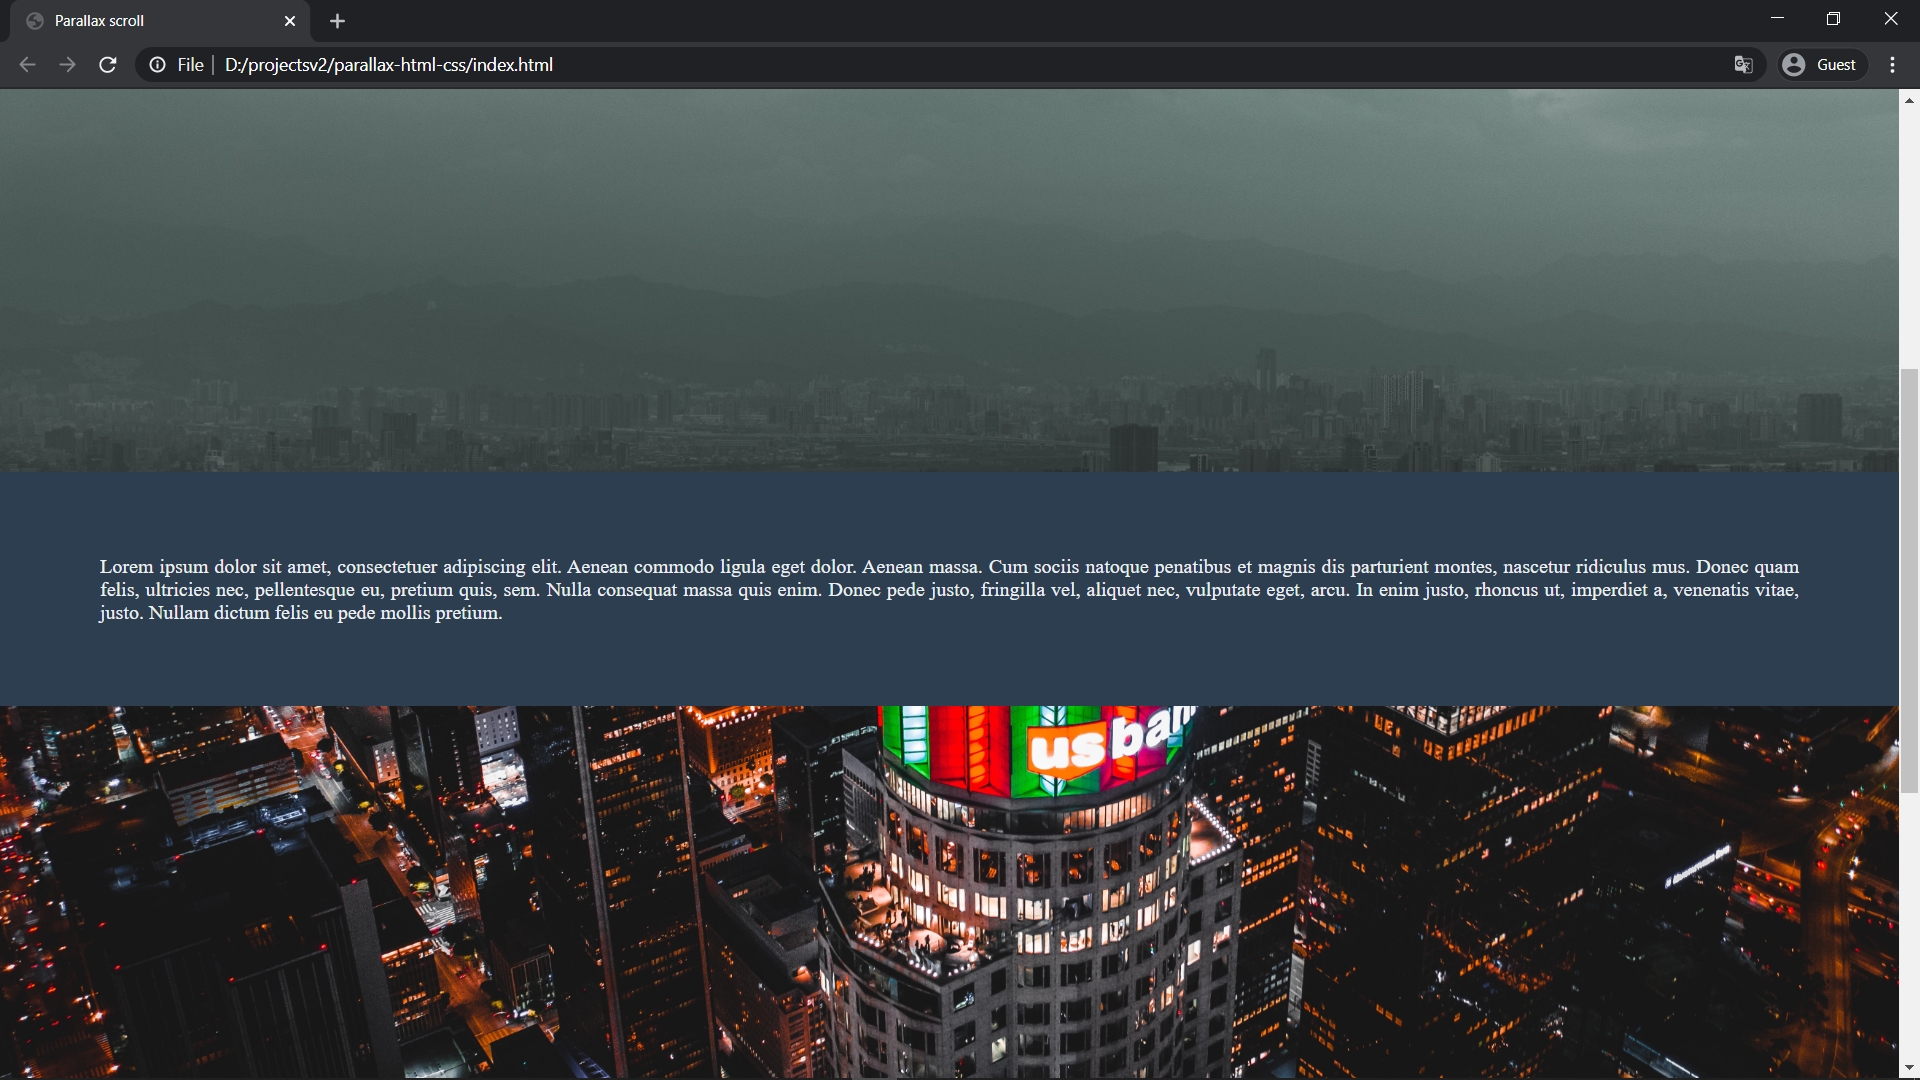 Parallax scroll
File
D:/projectsv2/parallax-html-css/index.html
Guest
Lorem ipsum dolor sit amet, consectetuer adipiscing elit. Aenean commodo ligula eget dolor. Aenean massa. Cum sociis natoque penatibus et magnis dis parturient montes, nascetur ridiculus mus. Donec quam
felis, ultricies nec, pellentesque eu, pretium quis, sem. Nulla consequat massa quis enim. Donec pede justo, fringilla vel, aliquet nec, vulputate eget, arcu. In enim justo, rhoncus ut, imperdiet a, venenatis vitae,
justo. Nullam dictum felis eu pede mollis pretium.
us ban